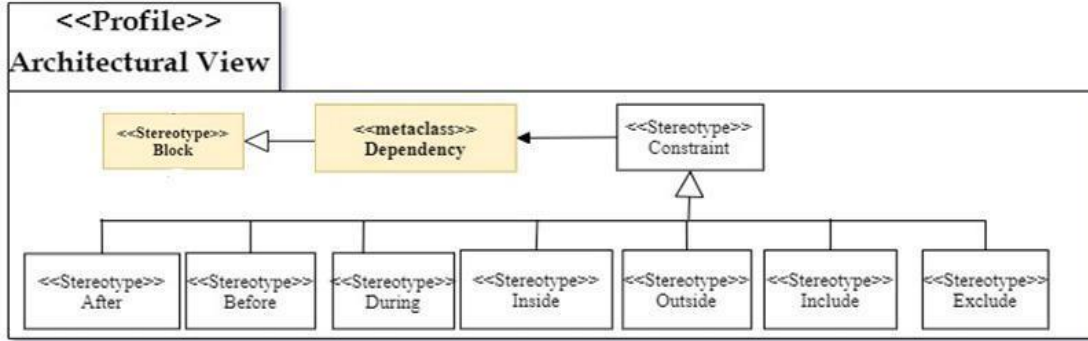 <<Profile>>
Architectural View
<<Stereotype>>
Block
<<metaclass>>
Dependency
<<Stereotype>>
Constraint
<<Stereotype>>
After
<<Stereotype>>
Before
<<Stereotype>>
During
<<Stereotype>>
Inside
<<Stereotype>>
Outside
<<Stereotype>>
Include
<<Stereotype>>
Exclude